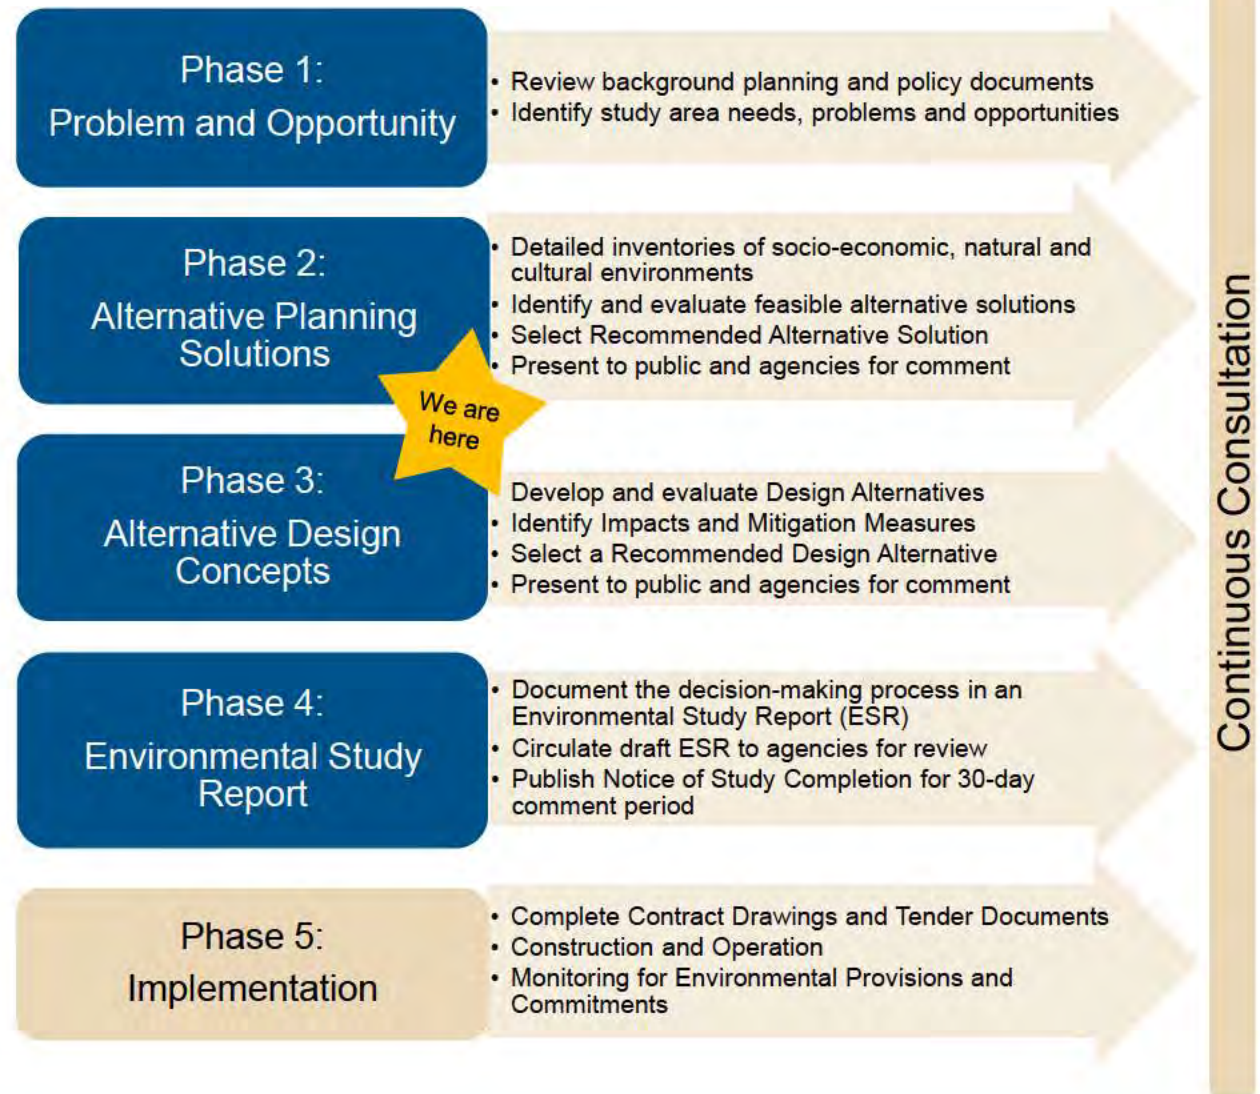 Phase 1:
Problem and Opportunity
• Review background planning and policy documents
• Identify study area needs, problems and opportunities
Phase 2:
Alternative Planning
Solutions
• Detailed inventories of socio-economic, natural and
cultural environments
• Identify and evaluate feasible alternative solutions
• Select Recommended Alternative Solution
• Present to public and agencies for comment
We are
here
Phase 3:
Alternative Design
Concepts
Develop and evaluate Design Alternatives
• Identify Impacts and Mitigation Measures
• Select a Recommended Design Alternative
• Present to public and agencies for comment
Phase 4:
Environmental Study
Report
• Document the decision-making process in an
Environmental Study Report (ESR)
• Circulate draft ESR to agencies for review
• Publish Notice of Study Completion for 30-day
comment period
Phase 5:
Implementation
• Complete Contract Drawings and Tender Documents
• Construction and Operation
• Monitoring for Environmental Provisions and
Commitments
Continuous Consultation